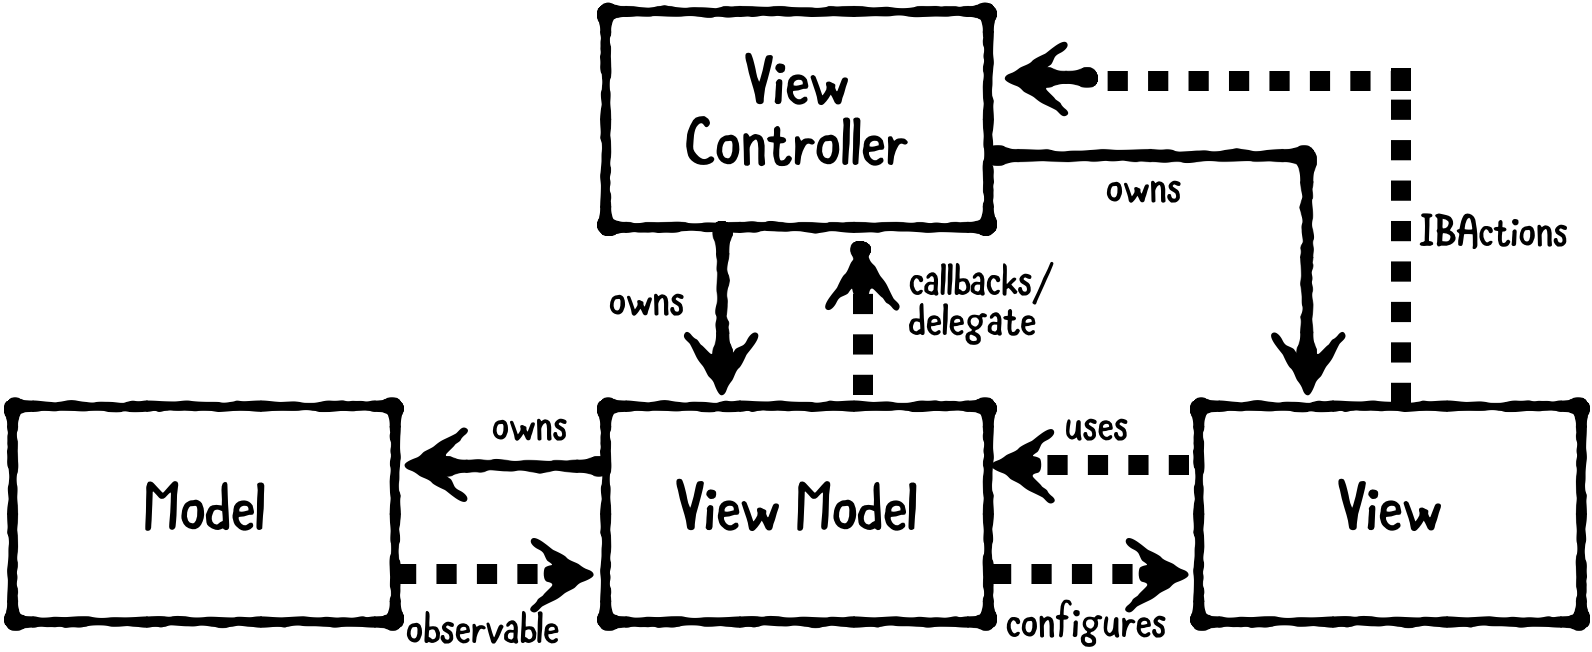 View
Controller
owns
IBActions
owns
callbacks/
delegate
owns
uses
Model
View Model
View
observable
configures